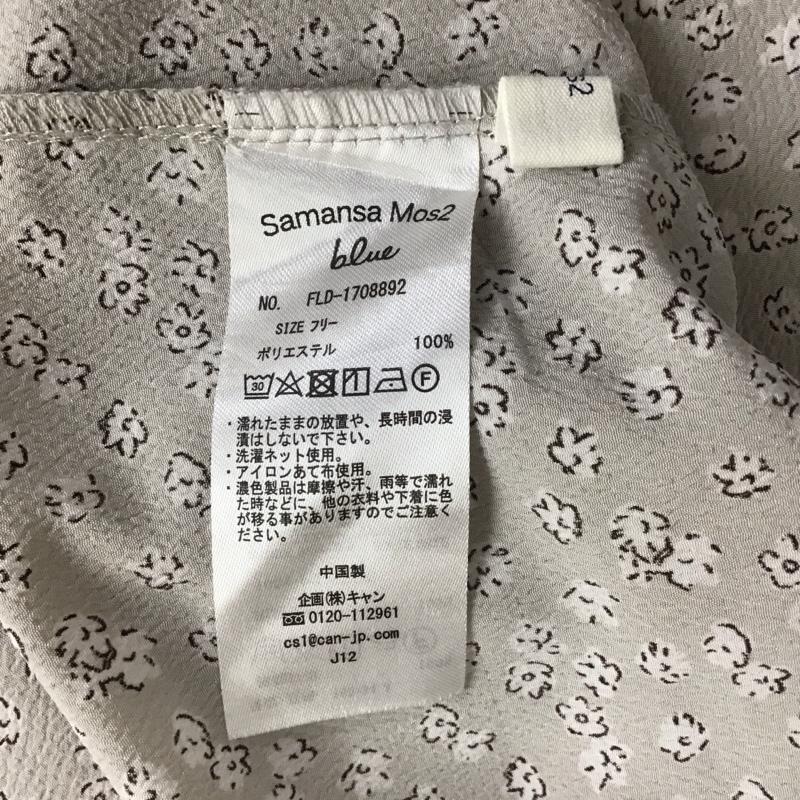 Samansa Mos2
blue
NO. FLD-1708892
SIZE フリー
ポリエステル 100%
30 F
・濡れたままの放置や、長時間の浸
漬はしないで下さい。
・洗濯ネット使用。
・アイロンあて布使用。
・濃色製品は摩擦や汗、雨等で濡れ
た時などに、他の衣料や下着に色
が移る事がありますのでご注意く
ださい。
中国製
企画(株)キャン
0120-112961
cs1@can-jp.com
J12